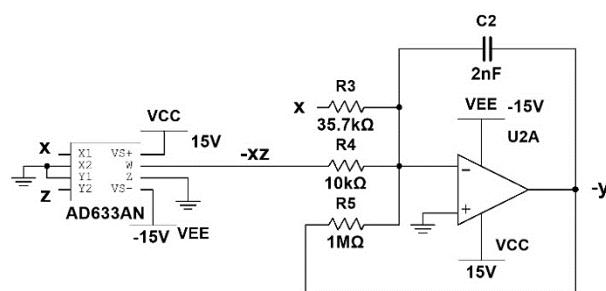 C2
2nF
R3
x
35.7kΩ
VCC
15V
VEE
-15V
U2A
x
X1
VS+
X2
W
-xz
R4
Y1
Z
10kΩ
z
Y2
VS-
AD633AN
-15V
VEE
R5
1MΩ
-
+
-y
VCC
15V